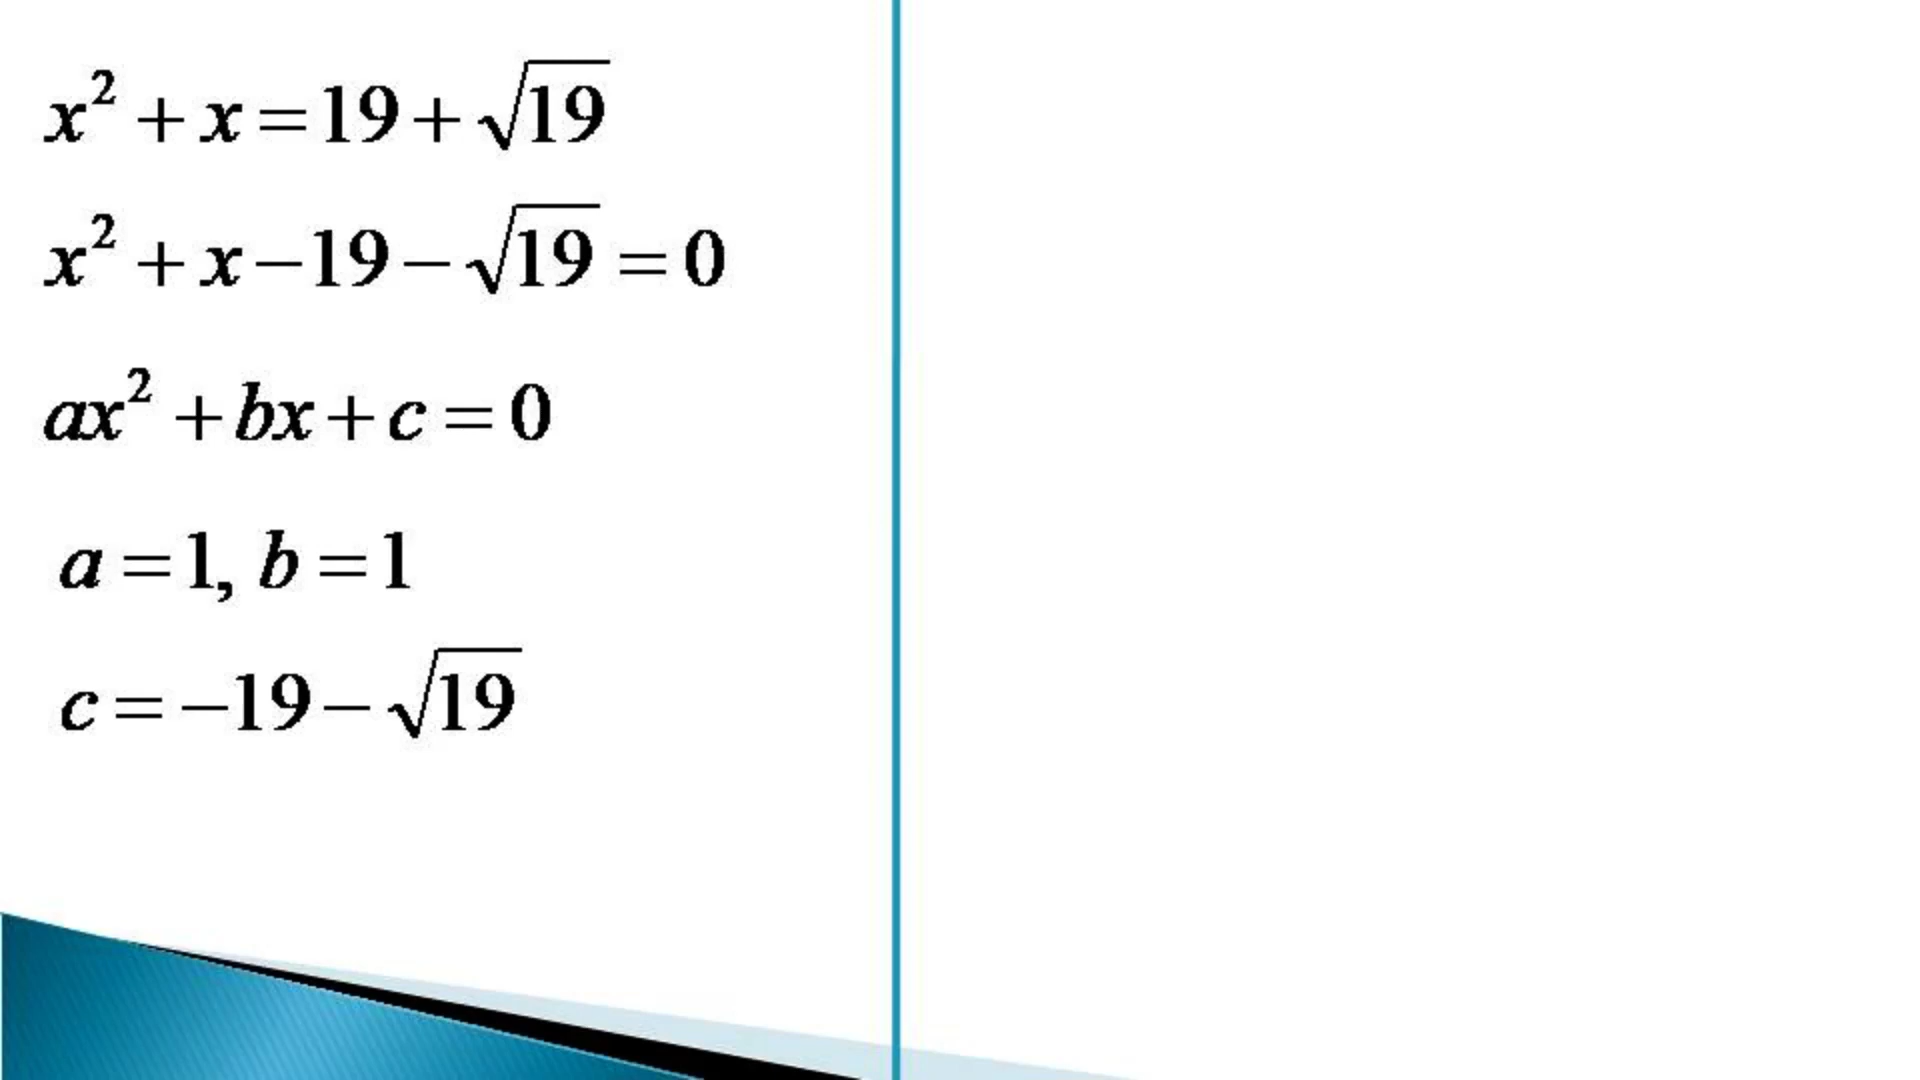 x² + x = 19 + √19
x² + x − 19 − √19 = 0
ax² + bx + c = 0
a = 1, b = 1
c = −19 − √19